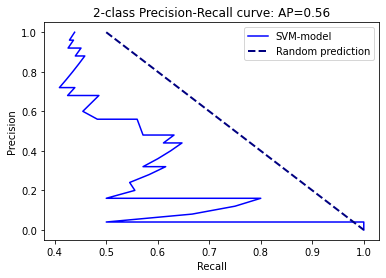 2-class Precision-Recall curve: AP=0.56
SVM-model
Random prediction
Precision
1.0
0.8
0.6
0.4
0.2
0.0
0.4
0.5
0.6
0.7
0.8
0.9
1.0
Recall